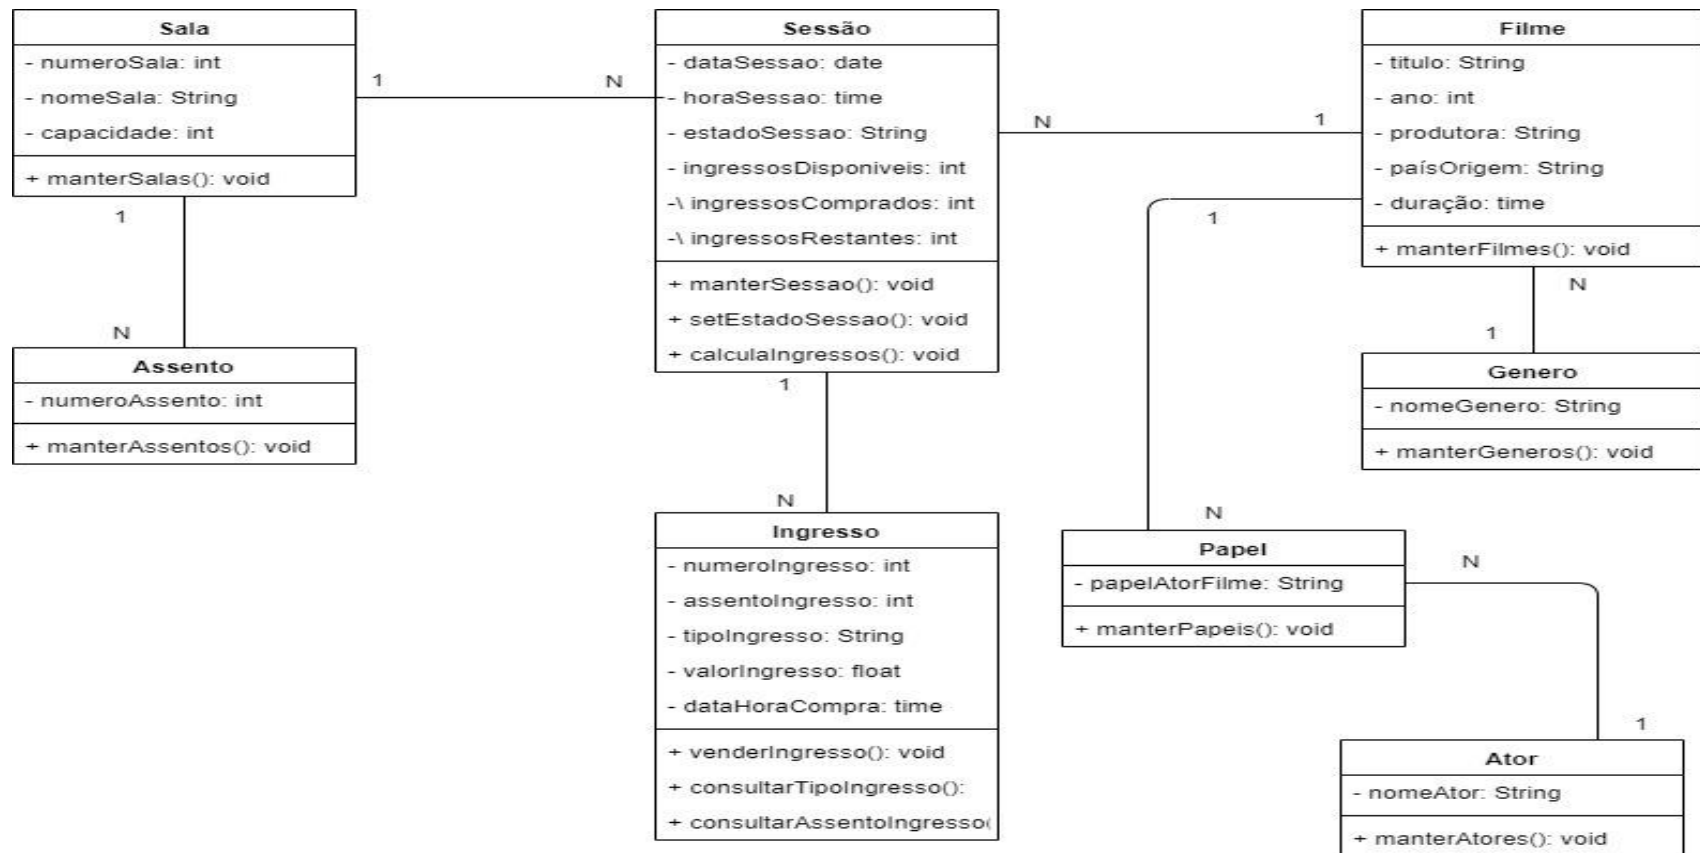 Sala
- numeroSala: int
- nomeSala: String
- capacidade: int
+ manterSalas(): void
1
N
Sessão
- dataSessao: date
- horaSessao: time
- estadoSessao: String
- ingressosDisponiveis: int
-\ ingressosComprados: int
-\ ingressosRestantes: int
+ manterSessao(): void
+ setEstadoSessao(): void
+ calculaIngressos(): void
N
1
Filme
- titulo: String
- ano: int
- produtora: String
- paísOrigem: String
- duração: time
+ manterFilmes(): void
1
N
Assento
- numeroAssento: int
+ manterAssentos(): void
1
N
Ingresso
- numeroIngresso: int
- assentoIngresso: int
- tipoIngresso: String
- valorIngresso: float
- dataHoraCompra: time
+ venderIngresso(): void
+ consultarTipoIngresso():
+ consultarAssentoIngresso(
1
N
N
1
Genero
- nomeGenero: String
+ manterGeneros(): void
Papel
- papelAtorFilme: String
+ manterPapeis(): void
N
1
Ator
- nomeAtor: String
+ manterAtores(): void